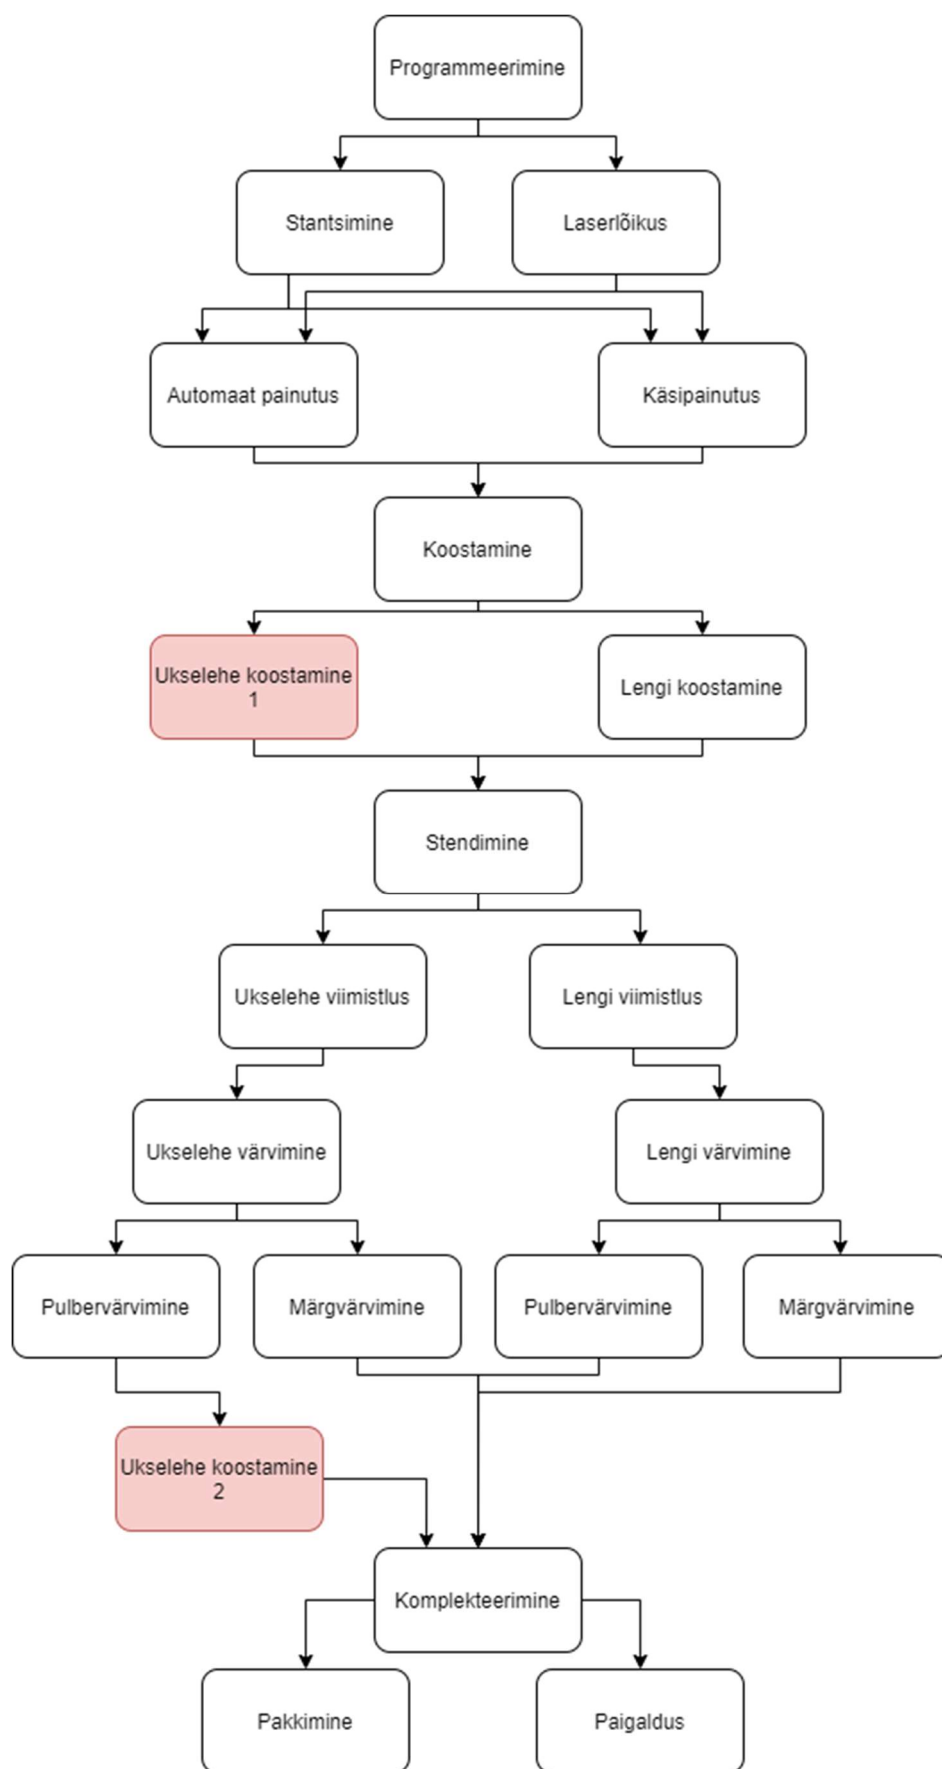 Programmeerimine
Stantsimine
Laserlõikus
Automaat painutus
Käsipainutus
Koostamine
Ukselehe koostamine
1
Lengi koostamine
Stendimine
Ukselehe viimistlus
Lengi viimistlus
Ukselehe värvimine
Lengi värvimine
Pulbervärvimine
Märgvärvimine
Pulbervärvimine
Märgvärvimine
Ukselehe koostamine
2
Komplekteerimine
Pakkimine
Paigaldus